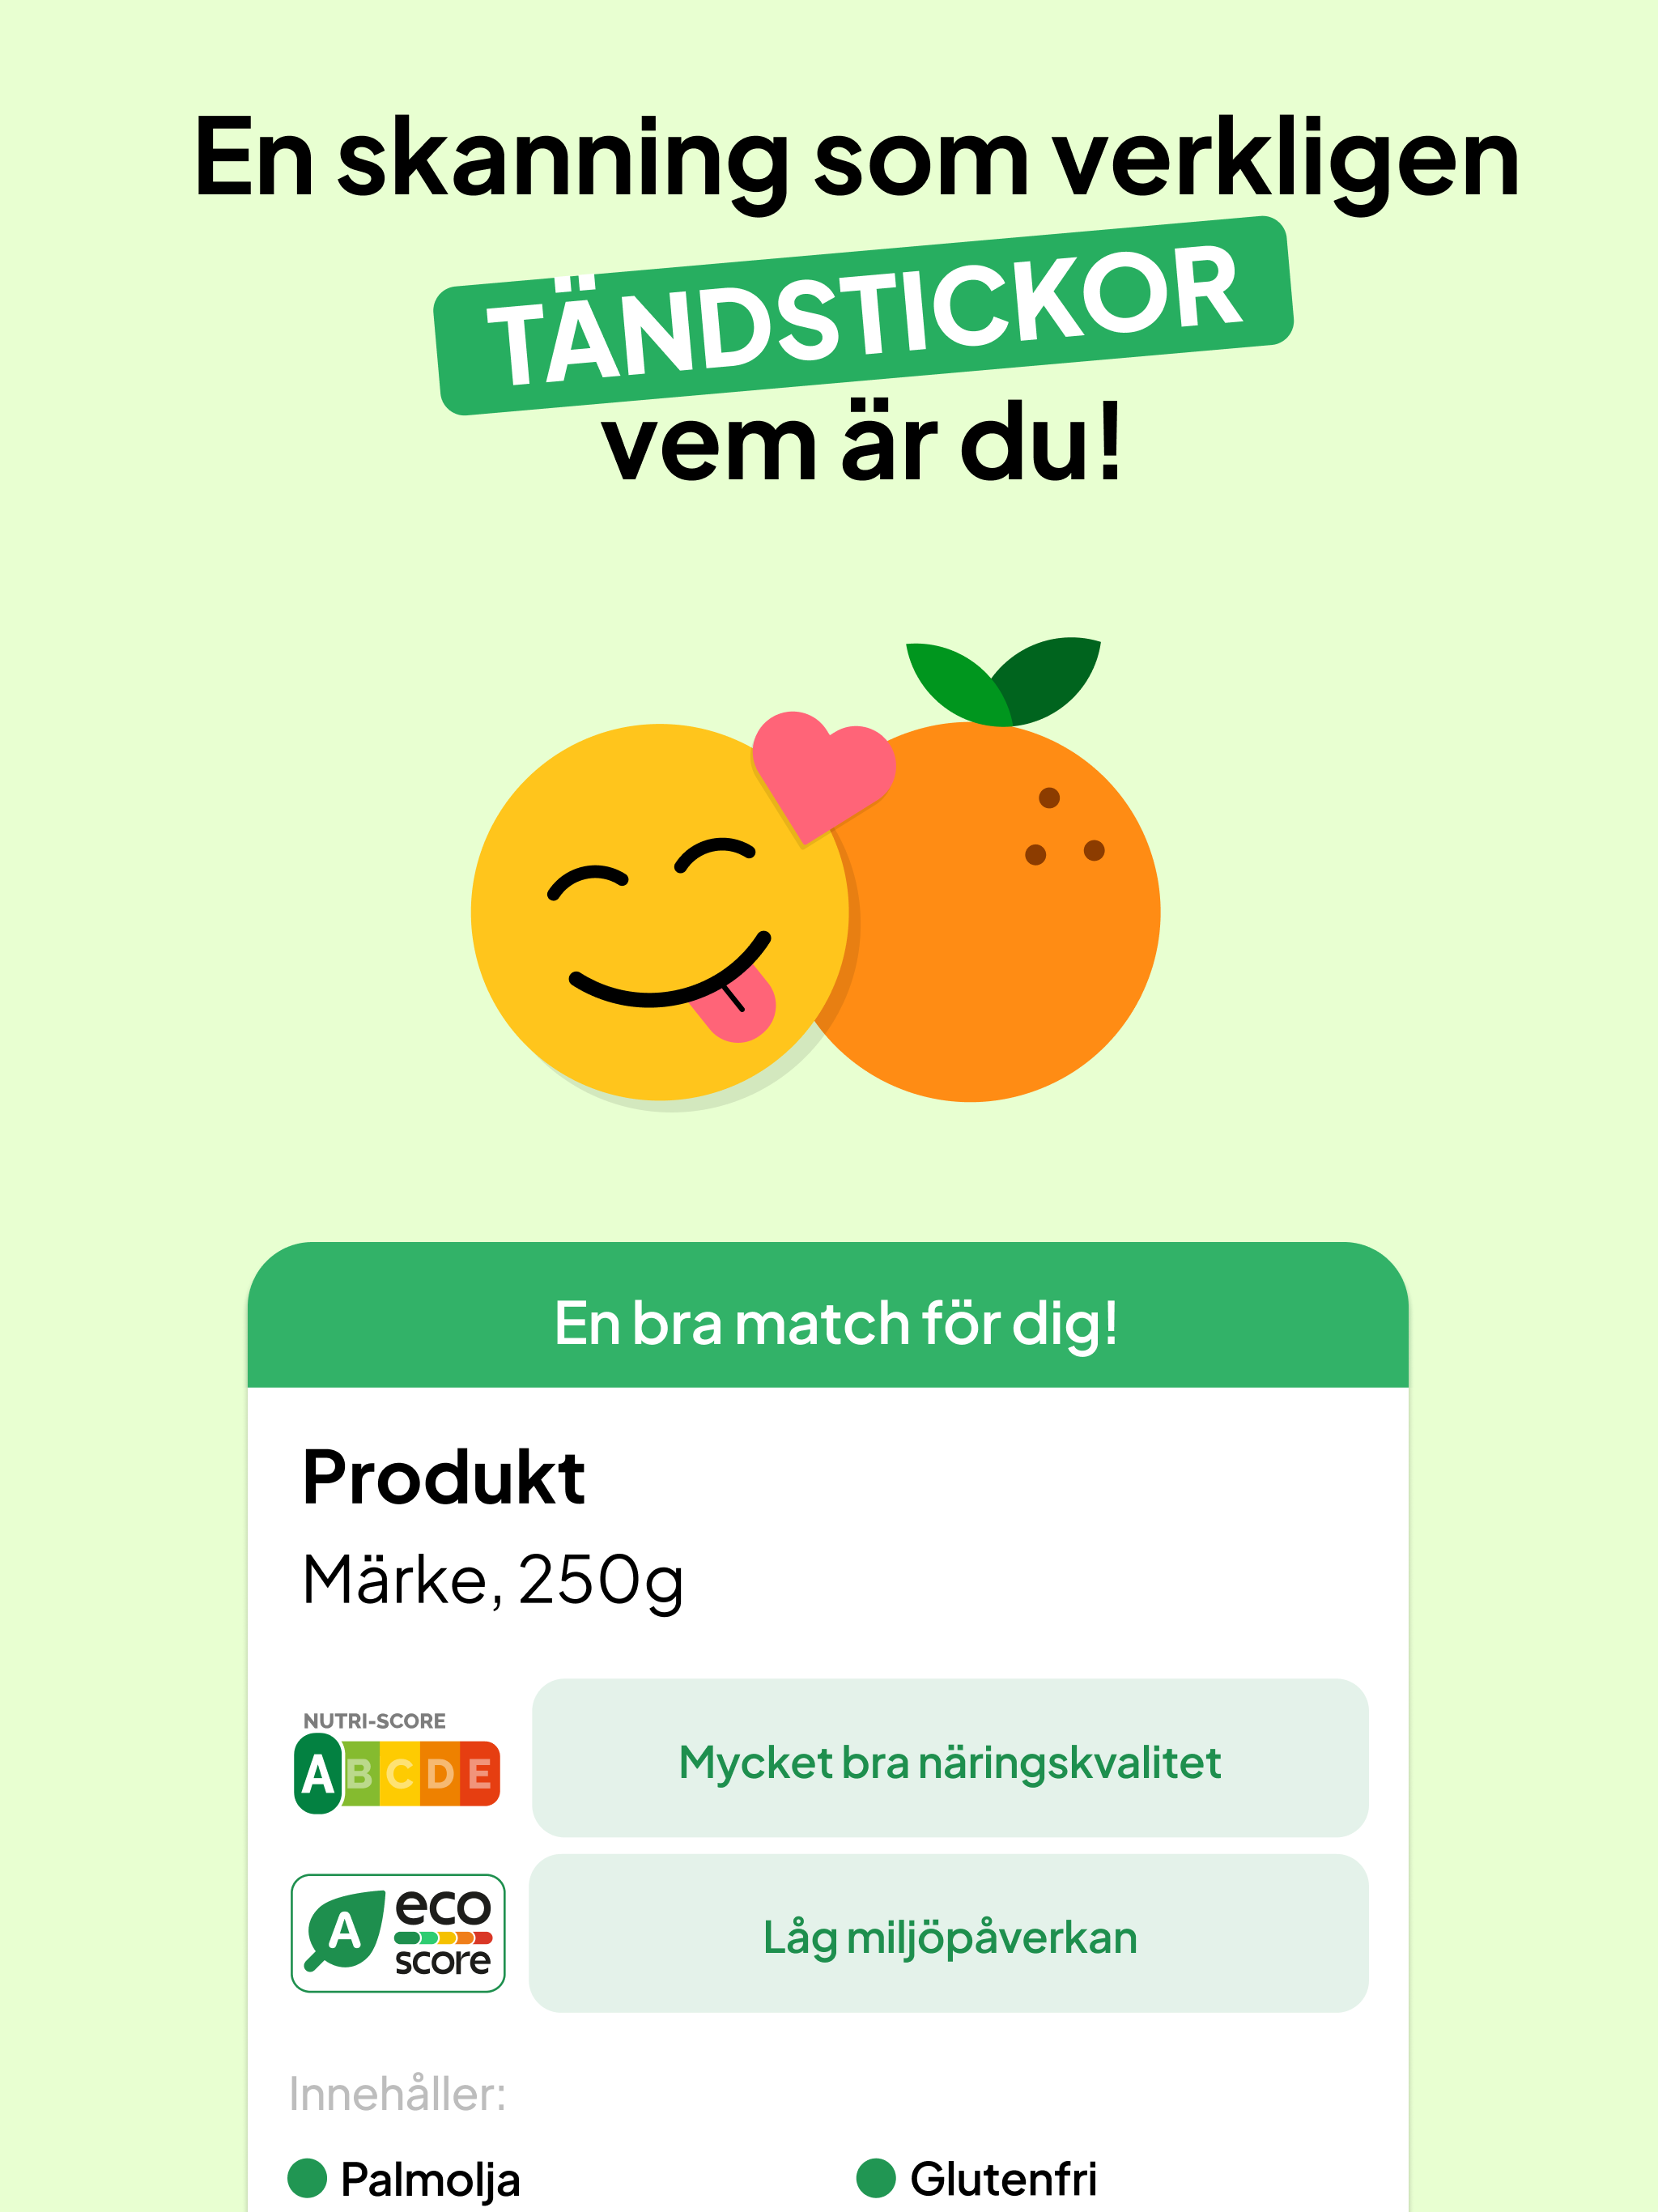 En skanning som verkligen
TÄNDSTICKOR
vem är du!
En bra match för dig!
Produkt
Märke, 250g
NUTRI-SCORE
A B C D E
Mycket bra näringskvalitet
A eco score
Låg miljöpåverkan
Innehåller:
Palmolja
Glutenfri